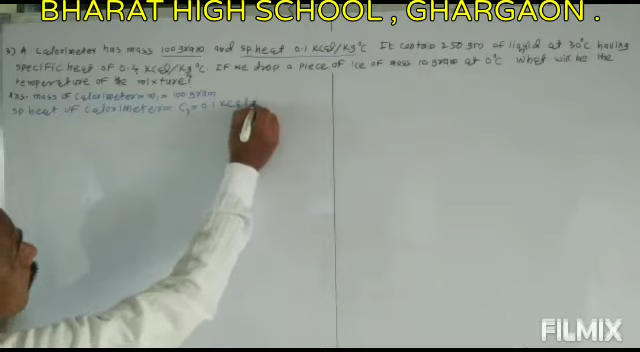 BHARAT HIGH SCHOOL , GHARGAON .
3) A calorimeter has mass 100 gram and sp heat 0.1 Kcal/Kg°C It contain 250 gm of liquid at 30°C having
specific heat of 0.4 Kcal/Kg°C. If we drop a piece of ice of mass 10 gram at 0°C What will be the
temperature of the mixture?
Ans. mass of calorimeter = m₁ = 100 gram
sp heat of calorimeter = C₁ = 0.1 Kcal
FILMIX